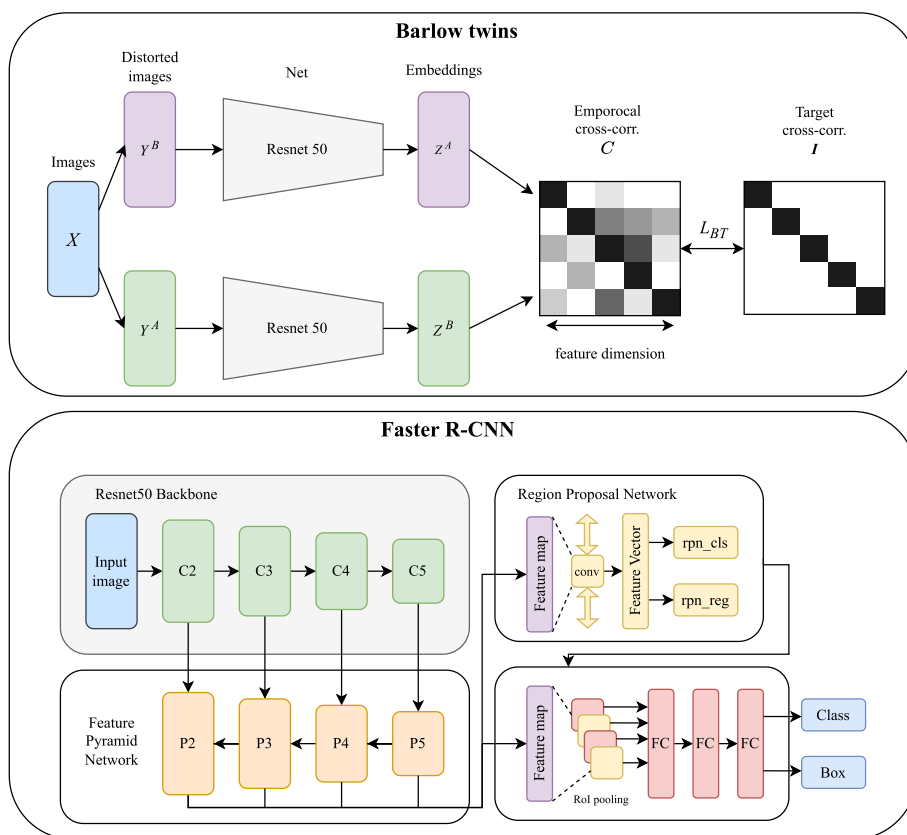 Barlow twins
Distorted
images
Net
Embeddings
Emporocal
cross-corr.
C
Target
cross-corr.
I
Images
X
Y^B
Resnet 50
Z^A
L_BT
Y^A
Resnet 50
Z^B
feature dimension
Faster R-CNN
Resnet50 Backbone
Input
image
C2
C3
C4
C5
Region Proposal Network
Feature map
conv
Feature Vector
rpn_cls
rpn_reg
Feature
Pyramid
Network
P2
P3
P4
P5
Feature map
RoI pooling
FC
FC
FC
Class
Box